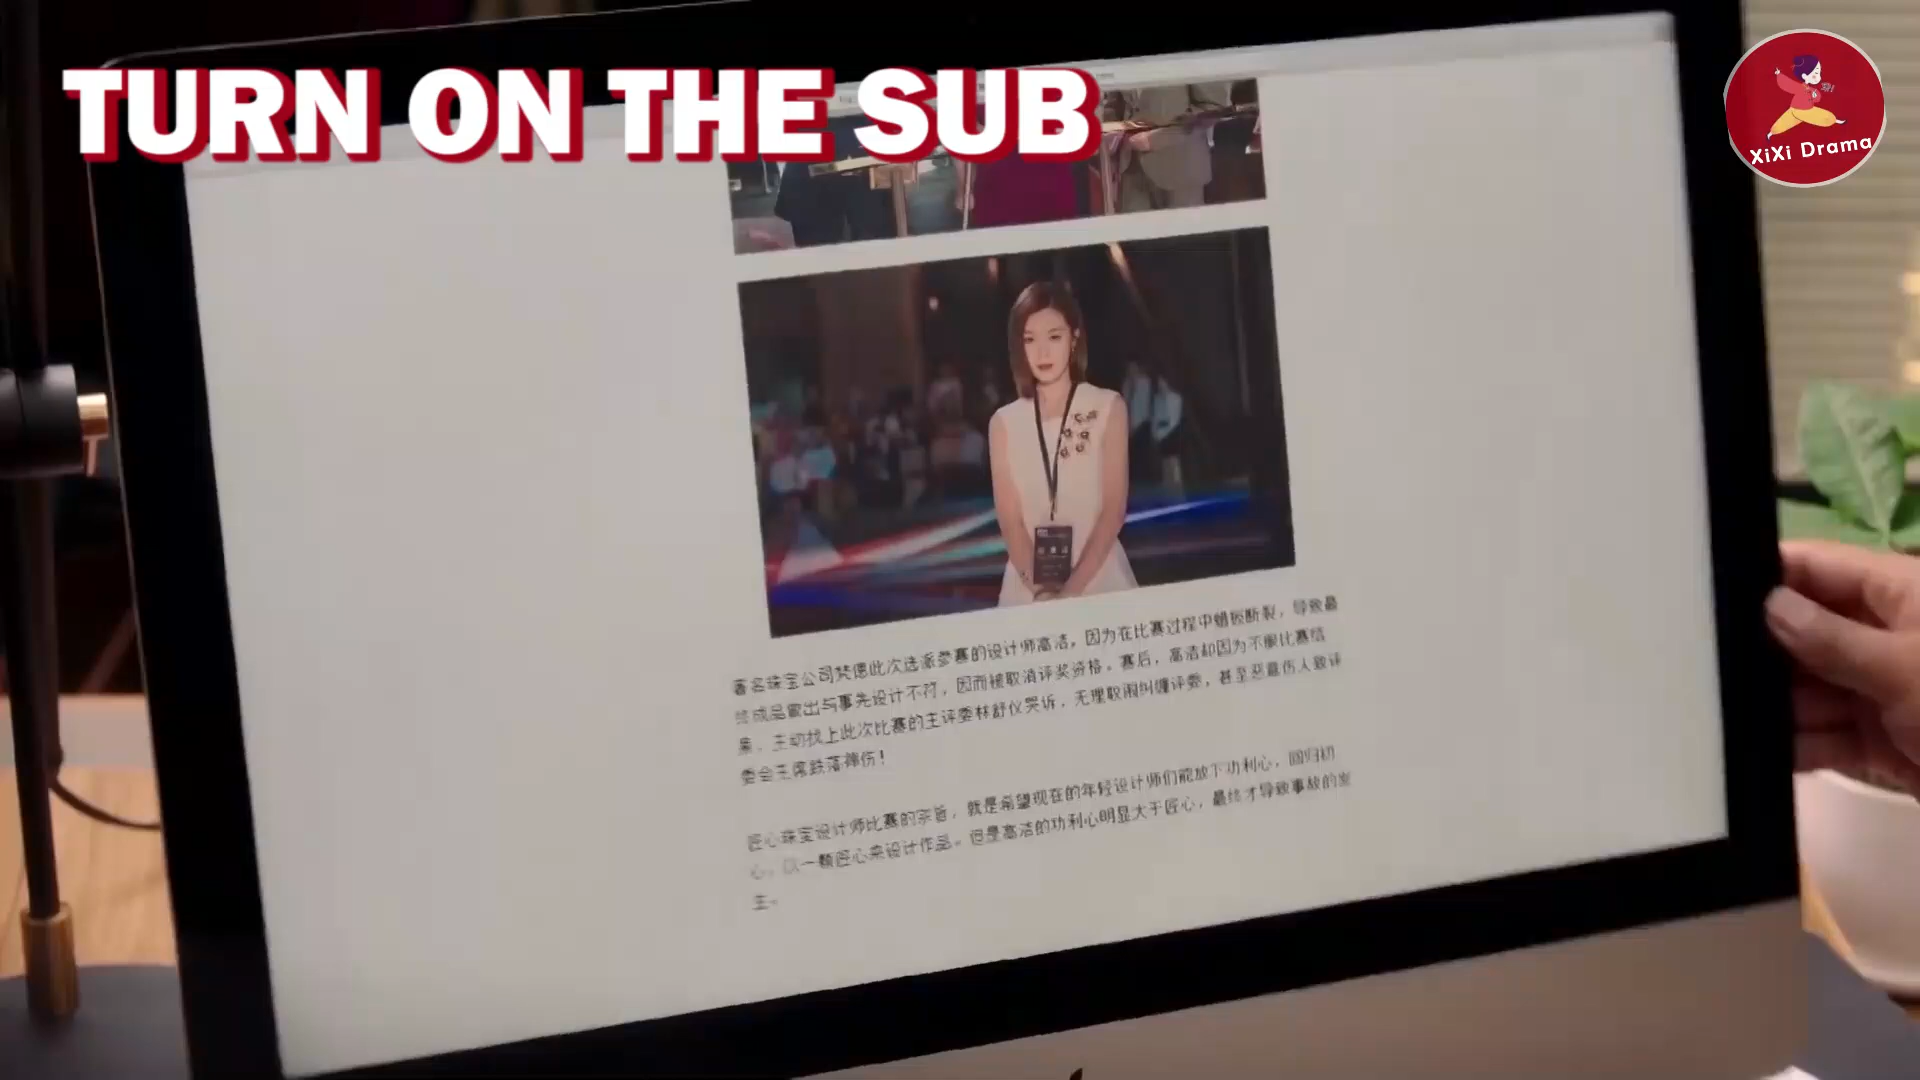 TURN ON THE SUB
XiXi Drama
著名珠宝公司梵德此次选派参赛的设计师高洁，因为在比赛过程中蜡版断裂，导致最
终成品做出与事先设计不符，因而被取消评奖资格。赛后，高洁却因为不服比赛结
果，主动找上此次比赛的主评委林舒仪哭诉，无理取闹纠缠评委，甚至恶意伤人致评
委会主席跌落摔伤！
匠心珠宝设计师比赛的宗旨，就是希望现在的年轻设计师们能放下功利心，回归初
心，以一颗匠心来设计作品。但是高洁的功利心明显大于匠心，最终才导致事故的发
生。